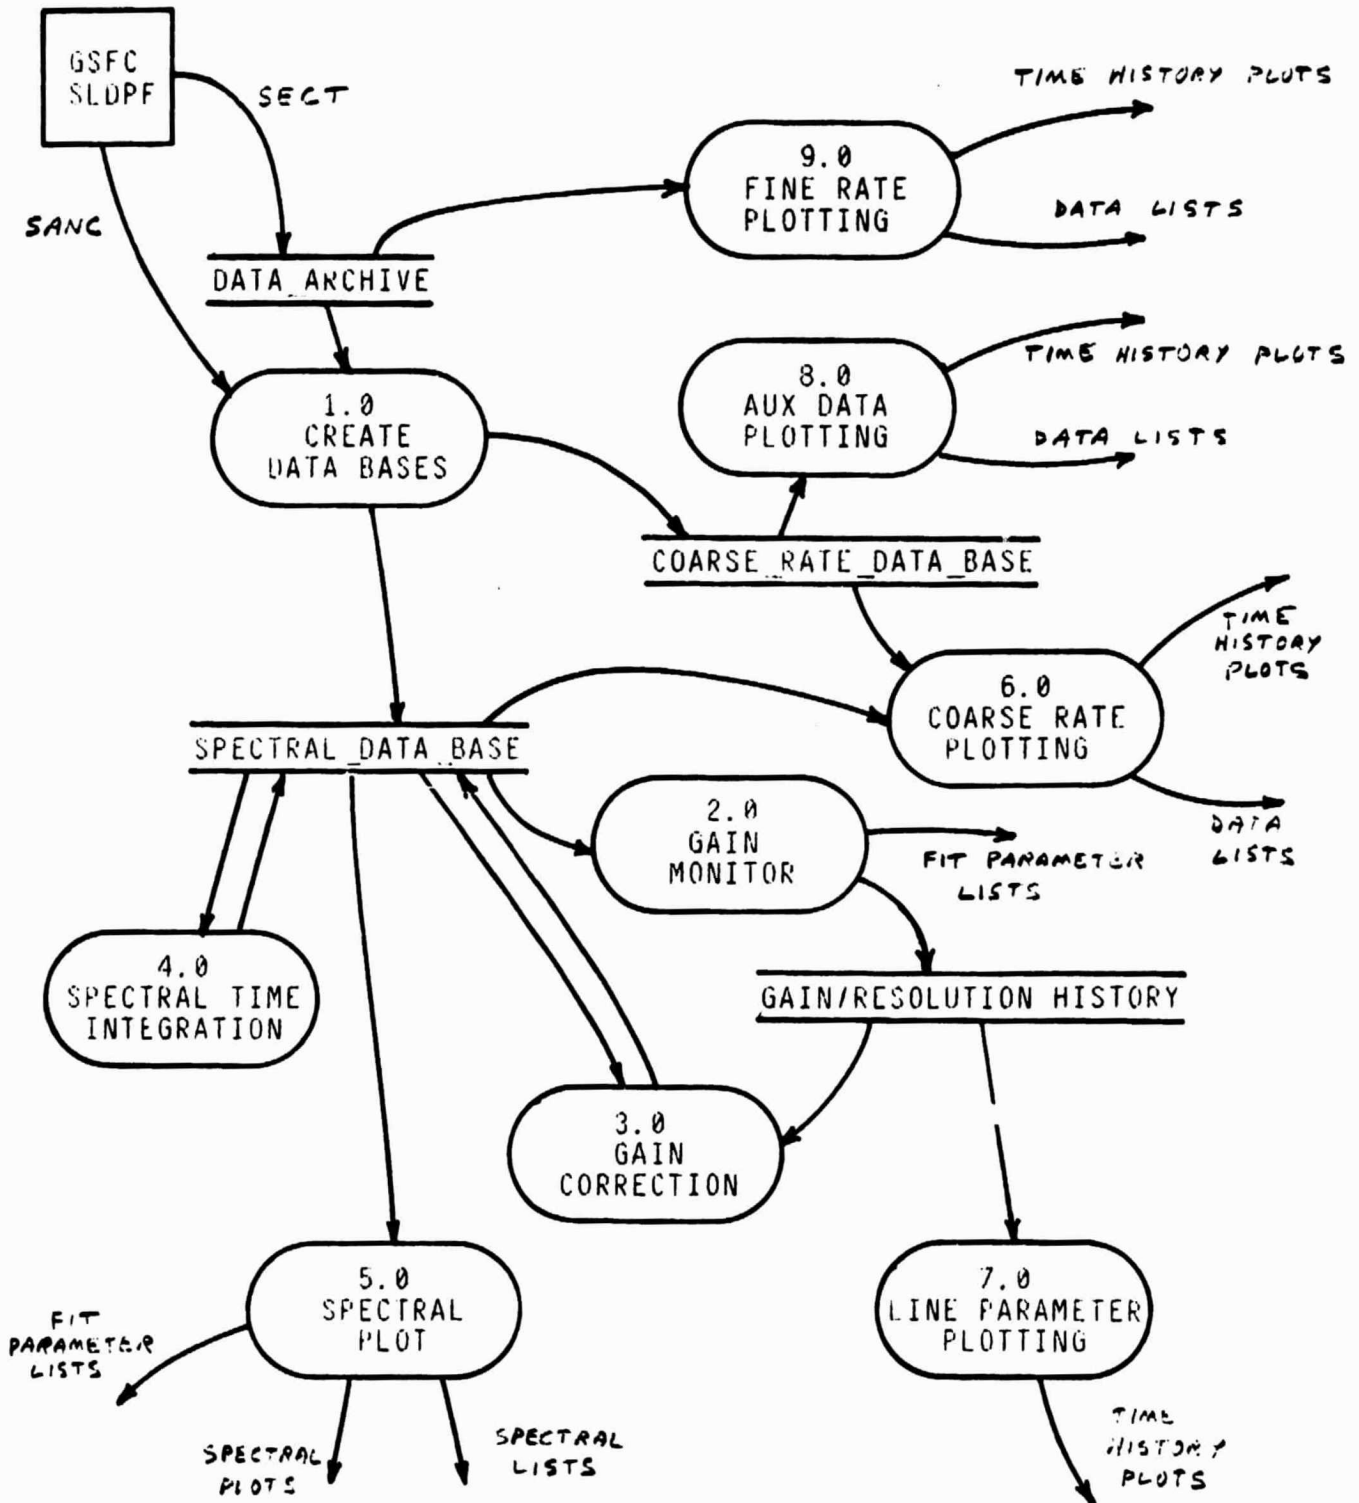 GSFC
SLDPF
SECT
SANC
TIME HISTORY PLOTS
9.0
FINE RATE
PLOTTING
DATA LISTS
DATA_ARCHIVE
TIME HISTORY PLOTS
8.0
AUX DATA
PLOTTING
DATA LISTS
1.0
CREATE
DATA BASES
COARSE_RATE_DATA_BASE
TIME
HISTORY
PLOTS
6.0
COARSE RATE
PLOTTING
SPECTRAL_DATA_BASE
DATA
LISTS
2.0
GAIN
MONITOR
FIT PARAMETER
LISTS
4.0
SPECTRAL TIME
INTEGRATION
GAIN/RESOLUTION HISTORY
3.0
GAIN
CORRECTION
5.0
SPECTRAL
PLOT
7.0
LINE PARAMETER
PLOTTING
FIT
PARAMETER
LISTS
SPECTRAL
PLOTS
SPECTRAL
LISTS
TIME
HISTORY
PLOTS